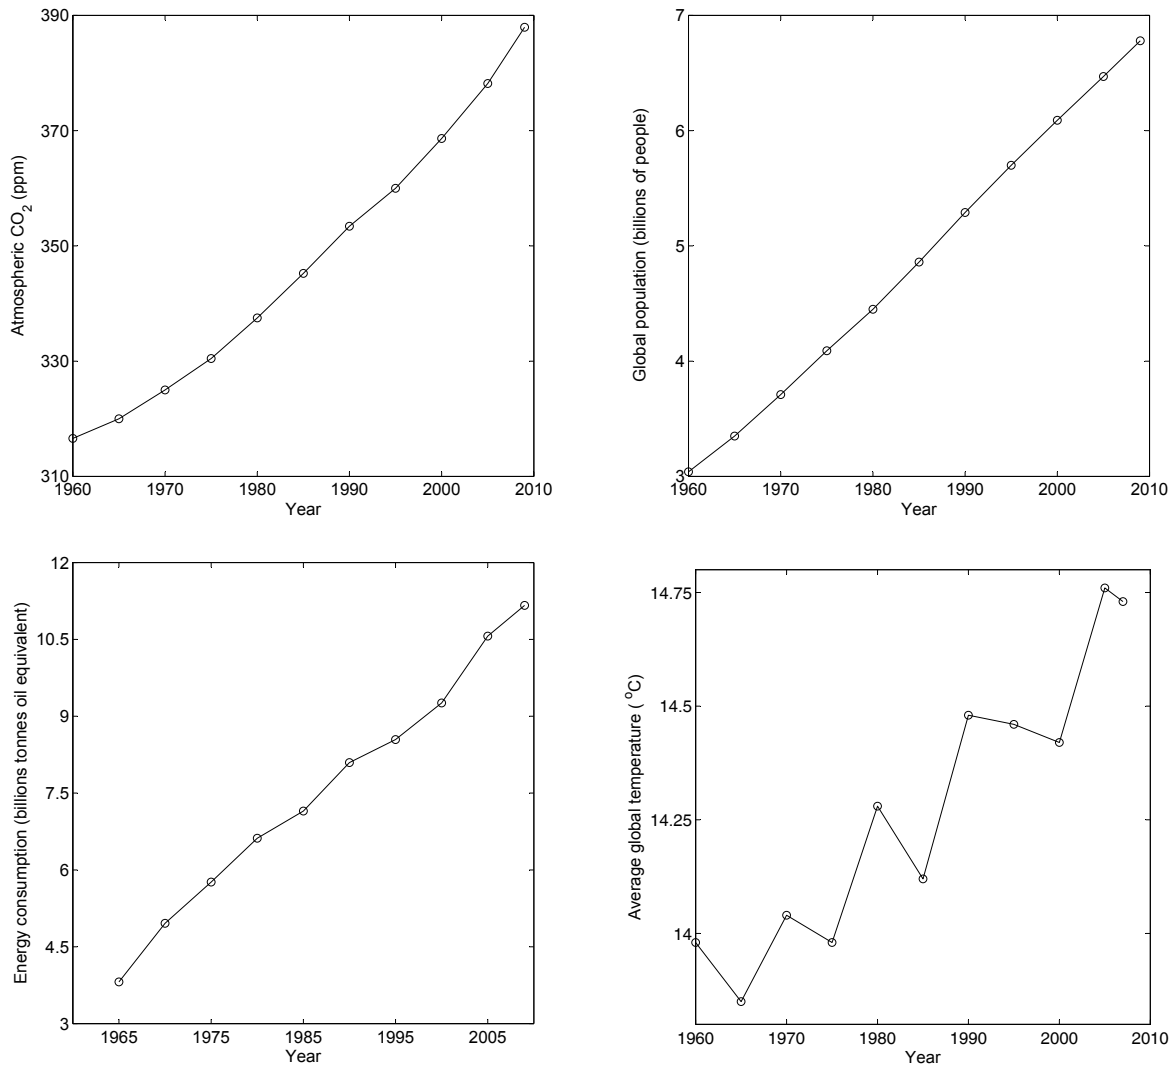 390
370
350
330
310
Atmospheric CO2 (ppm)
1960 1970 1980 1990 2000 2010
Year
7
6
5
4
3
Global population (billions of people)
1960 1970 1980 1990 2000 2010
Year
12
10.5
9
7.5
6
4.5
3
Energy consumption (billions tonnes oil equivalent)
1965 1975 1985 1995 2005
Year
14.75
14.5
14.25
14
Average global temperature ( oC)
1960 1970 1980 1990 2000 2010
Year